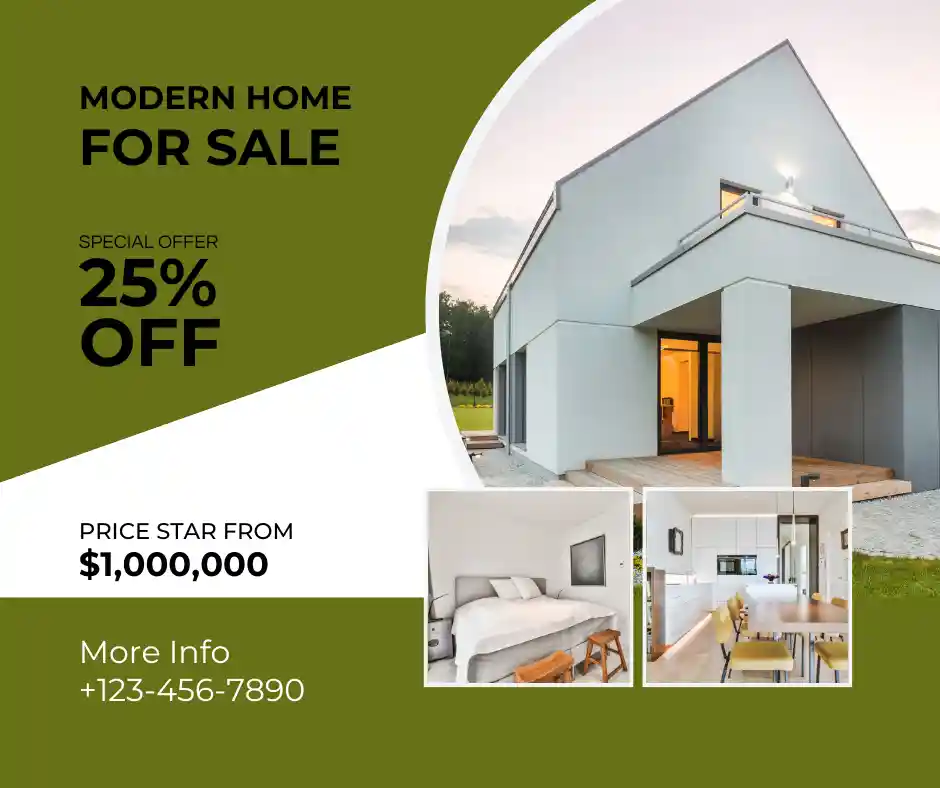 MODERN HOME
FOR SALE
SPECIAL OFFER
25%
OFF
PRICE STAR FROM
$1,000,000
More Info
+123-456-7890